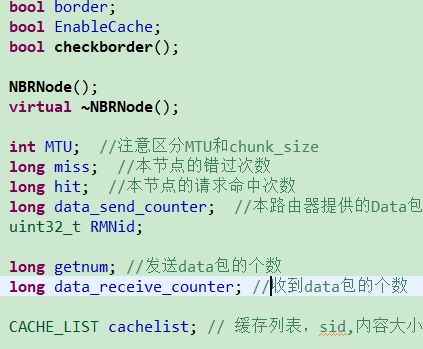 bool border;
bool EnableCache;
bool checkborder();
NBRNode();
virtual ~NBRNode();
int MTU;  //注意区分MTU和chunk_size
long miss;  //本节点的错过次数
long hit;  //本节点的请求命中次数
long data_send_counter;  //本路由器提供的Data包
uint32_t RMNid;
long getnum; //发送data包的个数
long data_receive_counter; //收到data包的个数
CACHE_LIST cachelist; // 缓存列表，sid,内容大小